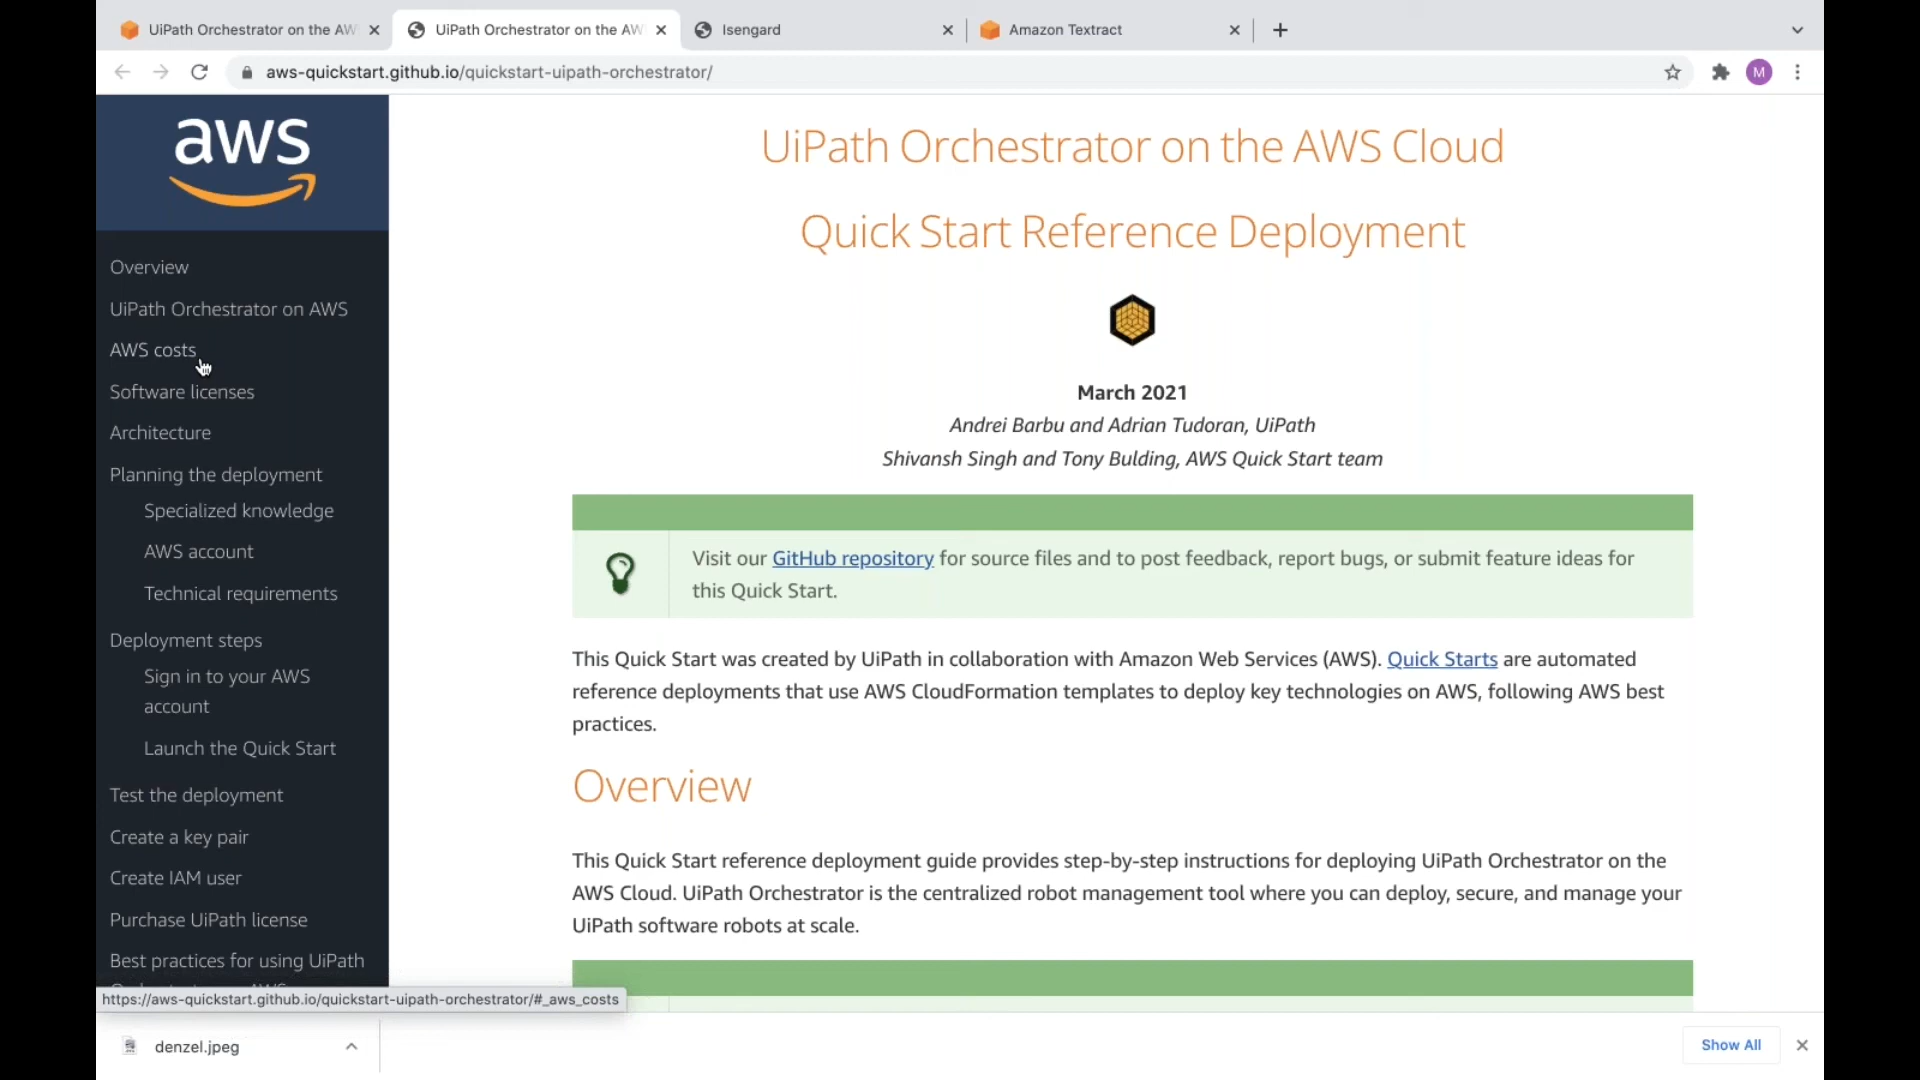 UiPath Orchestrator on the AW
UiPath Orchestrator on the AW
Isengard
Amazon Textract
aws-quickstart.github.io/quickstart-uipath-orchestrator/
M
aws
Overview
UiPath Orchestrator on AWS
AWS costs
Software licenses
Architecture
Planning the deployment
Specialized knowledge
AWS account
Technical requirements
Deployment steps
Sign in to your AWS
account
Launch the Quick Start
Test the deployment
Create a key pair
Create IAM user
Purchase UiPath license
Best practices for using UiPath
https://aws-quickstart.github.io/quickstart-uipath-orchestrator/#_aws_costs
UiPath Orchestrator on the AWS Cloud
Quick Start Reference Deployment
March 2021
Andrei Barbu and Adrian Tudoran, UiPath
Shivansh Singh and Tony Bulding, AWS Quick Start team
Visit our GitHub repository for source files and to post feedback, report bugs, or submit feature ideas for
this Quick Start.
This Quick Start was created by UiPath in collaboration with Amazon Web Services (AWS). Quick Starts are automated
reference deployments that use AWS CloudFormation templates to deploy key technologies on AWS, following AWS best
practices.
Overview
This Quick Start reference deployment guide provides step-by-step instructions for deploying UiPath Orchestrator on the
AWS Cloud. UiPath Orchestrator is the centralized robot management tool where you can deploy, secure, and manage your
UiPath software robots at scale.
denzel.jpeg
Show All